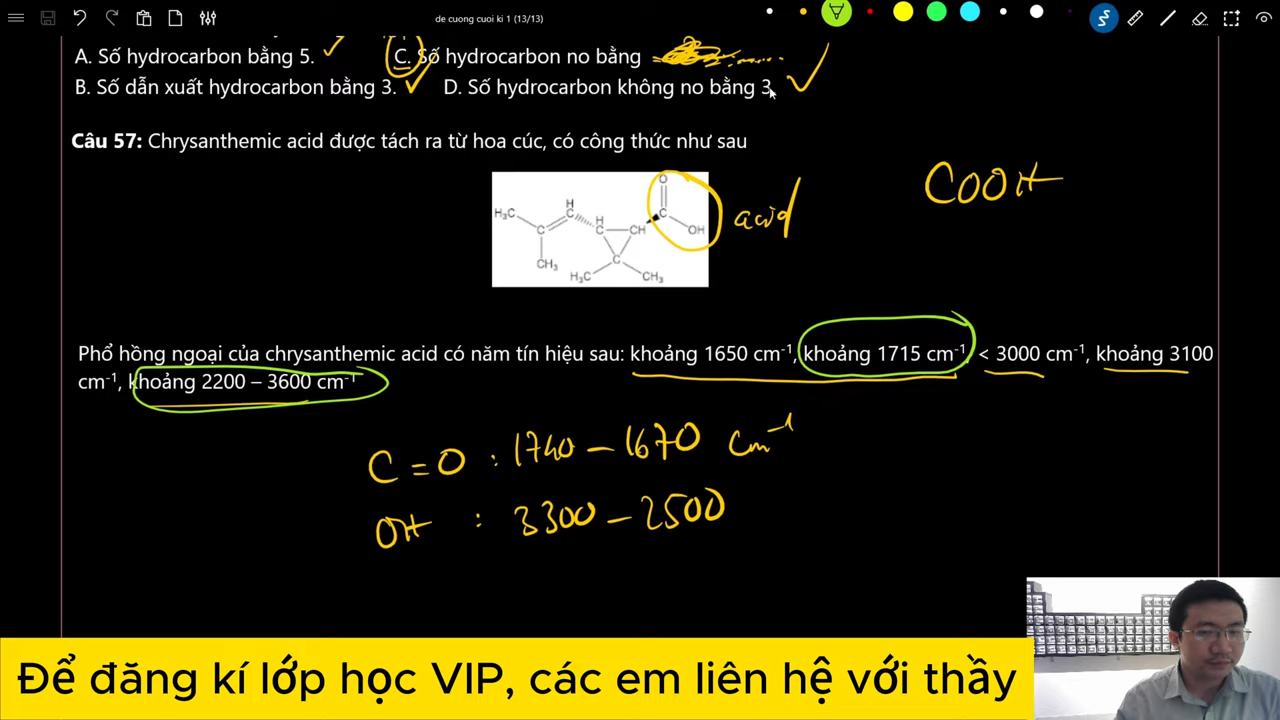 de cuong cuoi ki 1 (13/13)
A. Số hydrocarbon bằng 5.
C. Số hydrocarbon no bằng
B. Số dẫn xuất hydrocarbon bằng 3.
D. Số hydrocarbon không no bằng 3.
Câu 57: Chrysanthemic acid được tách ra từ hoa cúc, có công thức như sau
COOH
O
H
H₃C
C
H
C
C
CH
OH
acid
C
CH₃
C
H₃C
CH₃
Phổ hồng ngoại của chrysanthemic acid có năm tín hiệu sau: khoảng 1650 cm⁻¹, khoảng 1715 cm⁻¹, < 3000 cm⁻¹, khoảng 3100
cm⁻¹, khoảng 2200 – 3600 cm⁻¹
C = O : 1740 – 1670 cm⁻¹
OH : 3300 – 2500
Để đăng kí lớp học VIP, các em liên hệ với thầy